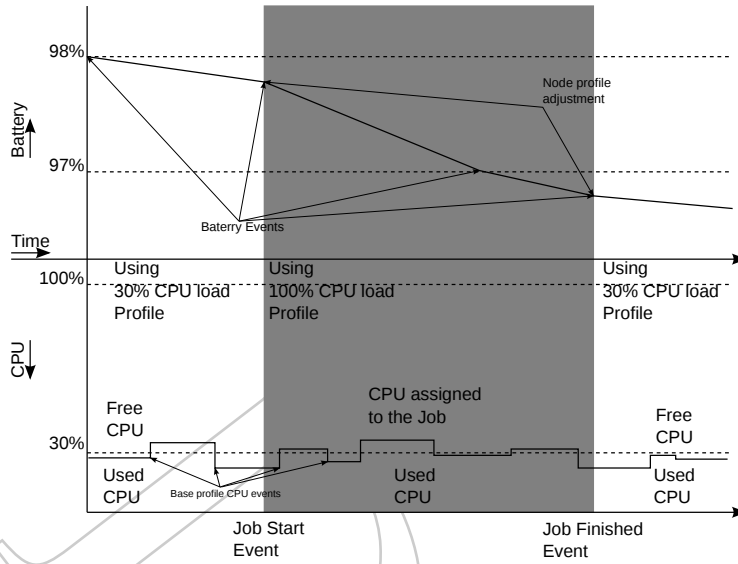 98%
Node profile
adjustment
Battery
97%
Baterry Events
Time
Using
30% CPU load
Profile
Using
100% CPU load
Profile
Using
30% CPU load
Profile
100%
CPU
CPU assigned
to the Job
Free
CPU
Free
CPU
30%
Used
CPU
Base profile CPU events
Used
CPU
Used
CPU
Job Start
Event
Job Finished
Event